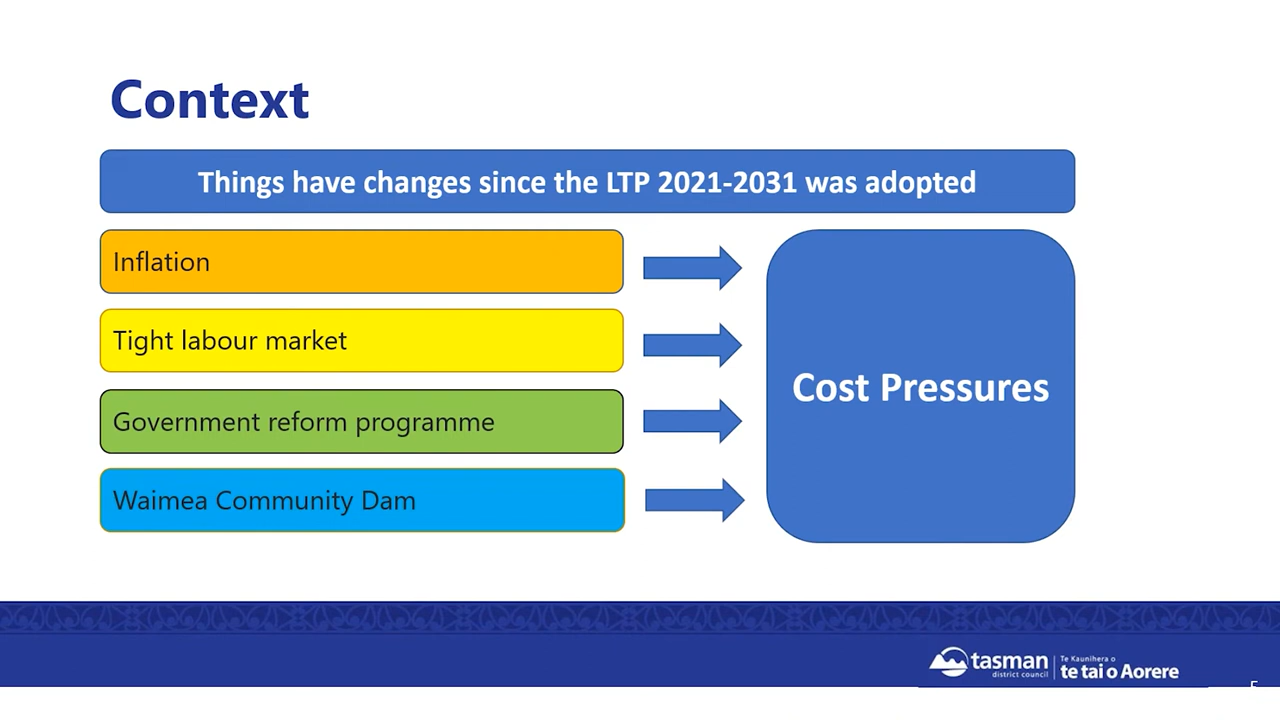 Context
Things have changes since the LTP 2021-2031 was adopted
Inflation
Tight labour market
Government reform programme
Waimea Community Dam
Cost Pressures
tasman
district council
Te Kaunihera o
te tai o Aorere
5